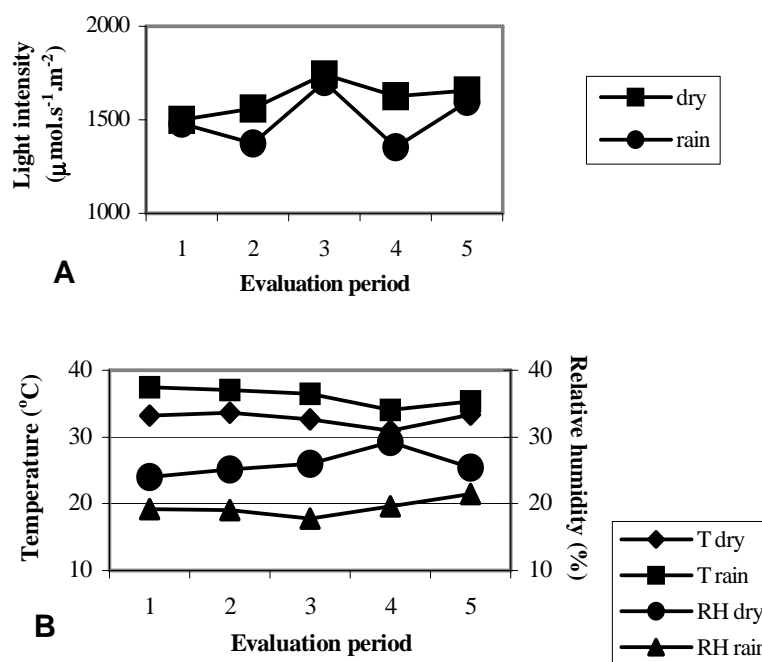 2000
1500
1000
Light intensity
(µmol.s⁻¹.m⁻²)
1 2 3 4 5
Evaluation period
A
dry
rain
40
30
20
10
Temperature (°C)
40
30
20
10
Relative humidity (%)
1 2 3 4 5
Evaluation period
B
T dry
T rain
RH dry
RH rain